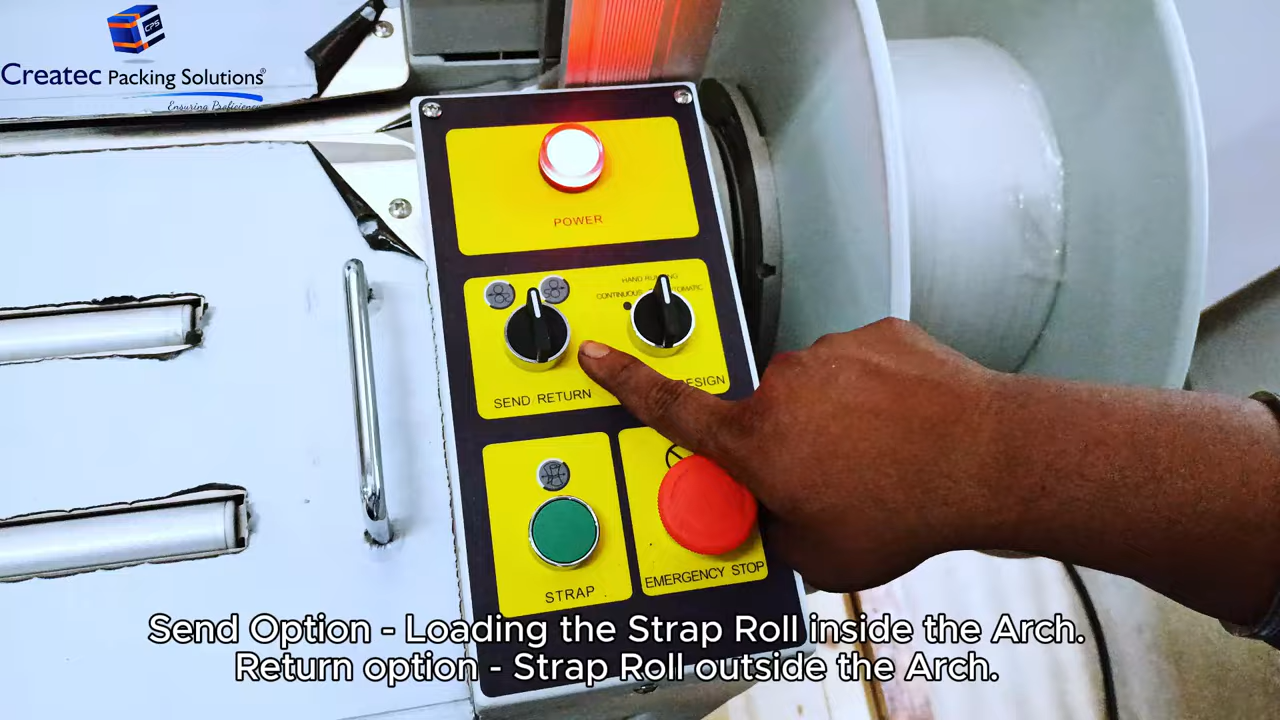 CPS
Createc Packing Solutions®
Ensuring Proficiency
POWER
HAND RUNNING
CONTINUOUS
SEND RETURN
STRAP
EMERGENCY STOP
Send Option - Loading the Strap Roll inside the Arch.
Return option - Strap Roll outside the Arch.